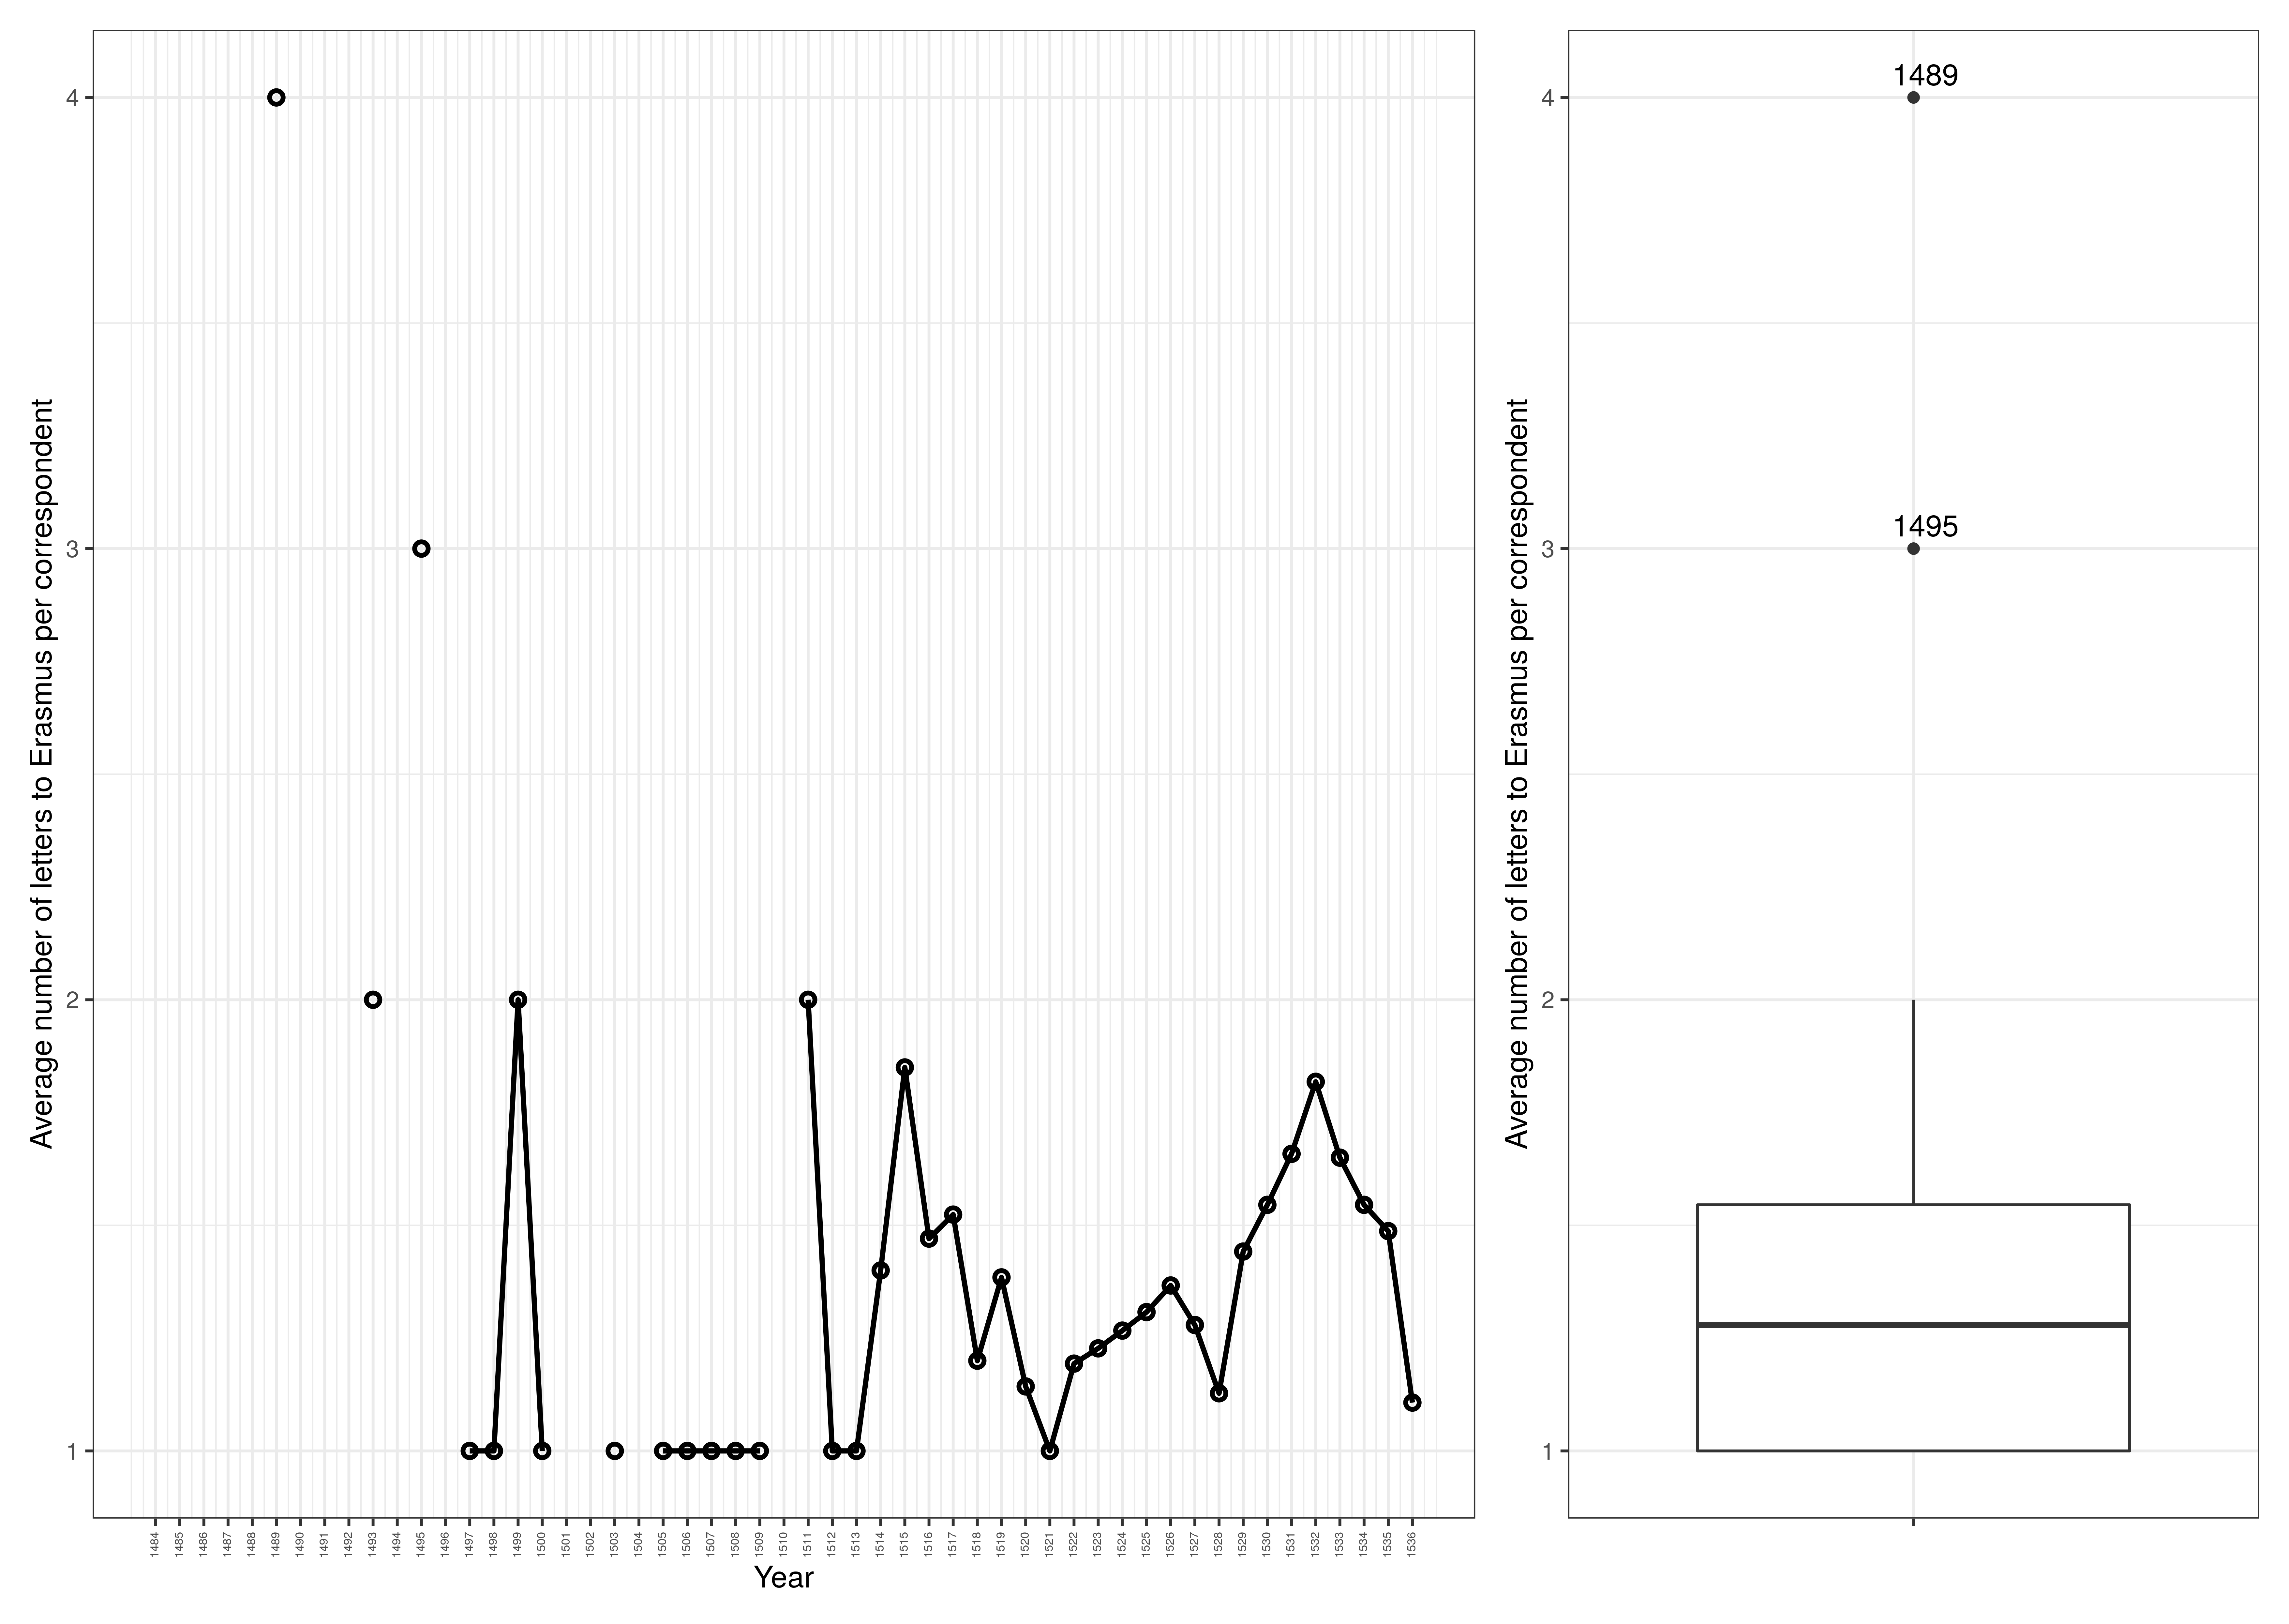 Average number of letters to Erasmus per correspondent
4
3
2
1
1484 1485 1486 1487 1488 1489 1490 1491 1492 1493 1494 1495 1496 1497 1498 1499 1500 1501 1502 1503 1504 1505 1506 1507 1508 1509 1510 1511 1512 1513 1514 1515 1516 1517 1518 1519 1520 1521 1522 1523 1524 1525 1526 1527 1528 1529 1530 1531 1532 1533 1534 1535 1536
Year
Average number of letters to Erasmus per correspondent
4
3
2
1
1489
1495